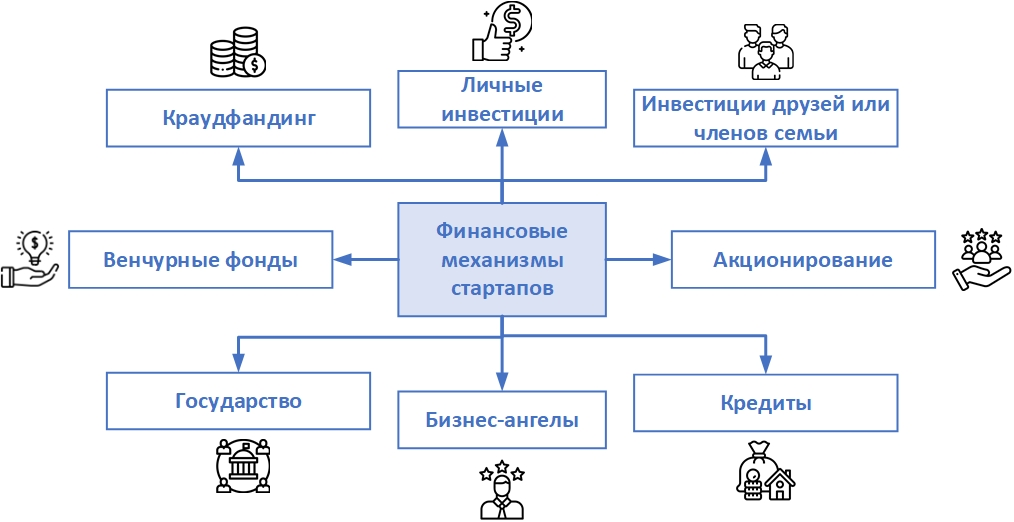 Краудфандинг
Личные
инвестиции
Инвестиции друзей или
членов семьи
Венчурные фонды
Финансовые
механизмы
стартапов
Акционирование
Государство
Бизнес-ангелы
Кредиты